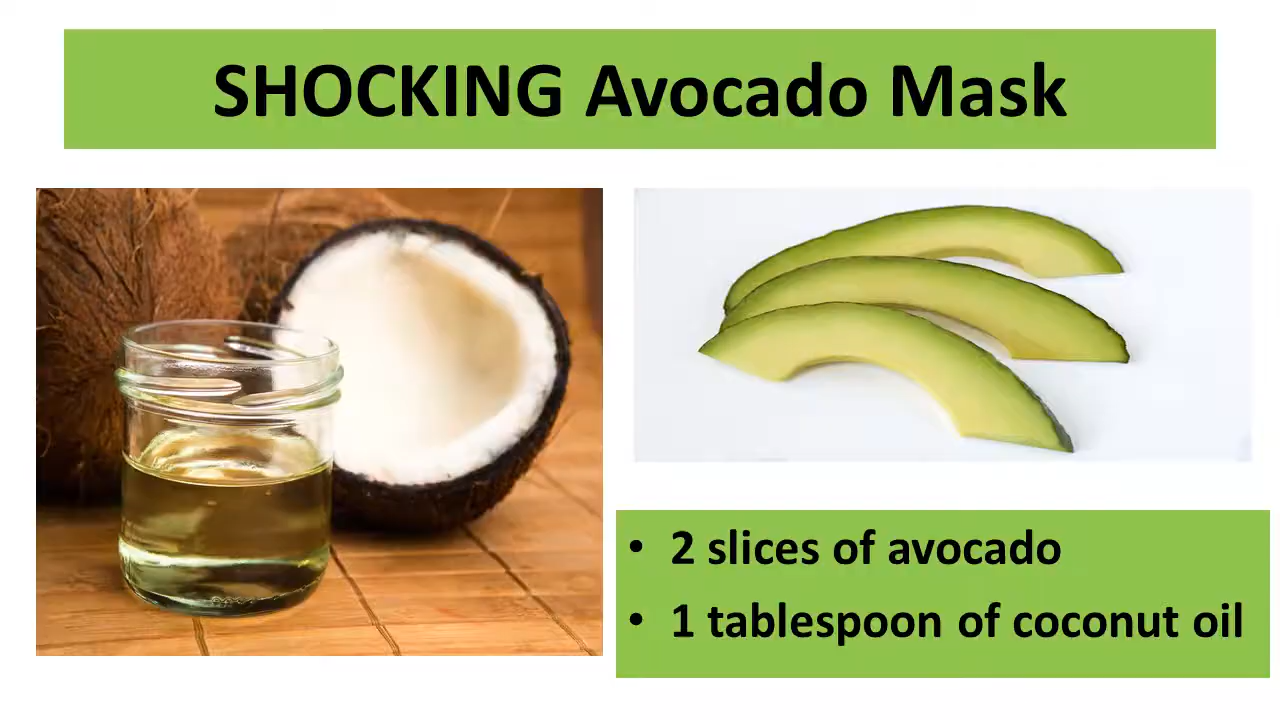 SHOCKING Avocado Mask
• 2 slices of avocado
• 1 tablespoon of coconut oil